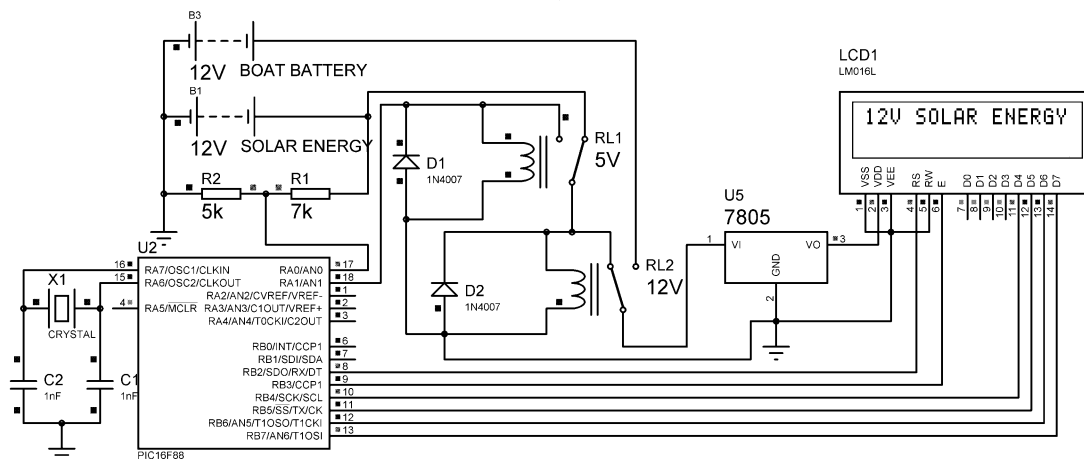 B3
12V
BOAT BATTERY
B1
12V
SOLAR ENERGY
R2
5k
R1
7k
D1
1N4007
RL1
5V
D2
1N4007
RL2
12V
U5
7805
1
VI
VO
3
GND
2
LCD1
LM016L
12V SOLAR ENERGY
VSS
VDD
VEE
RS
RW
E
D0
D1
D2
D3
D4
D5
D6
D7
1
2
3
4
5
6
7
8
9
10
11
12
13
14
U2
16
RA7/OSC1/CLKIN
15
RA6/OSC2/CLKOUT
4
RA5/MCLR
RA0/AN0
17
RA1/AN1
18
RA2/AN2/CVREF/VREF-
1
RA3/AN3/C1OUT/VREF+
2
RA4/AN4/T0CKI/C2OUT
3
RB0/INT/CCP1
6
RB1/SDI/SDA
7
RB2/SDO/RX/DT
8
RB3/CCP1
9
RB4/SCK/SCL
10
RB5/SS/TX/CK
11
RB6/AN5/T1OSO/T1CKI
12
RB7/AN6/T1OSI
13
PIC16F88
X1
CRYSTAL
C2
1nF
C1
1nF